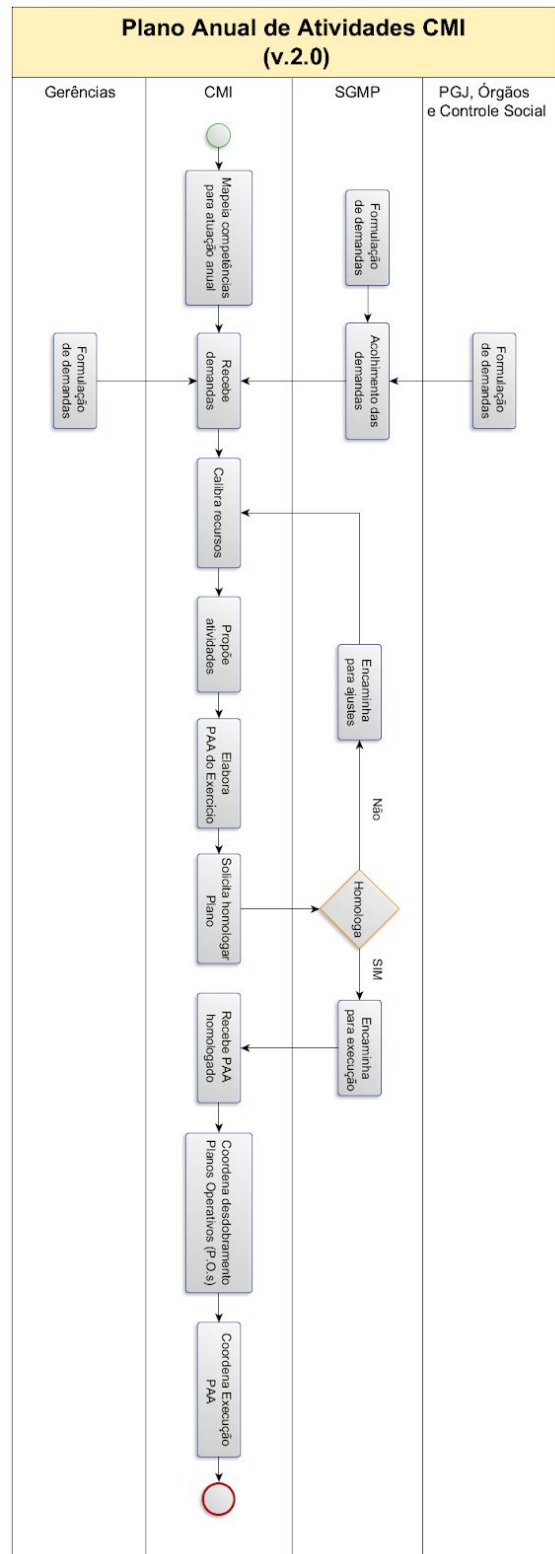 Plano Anual de Atividades CMI
(v.2.0)
Gerências
CMI
SGMP
PGJ, Órgãos
e Controle Social
Mapeia competências
para atuação anual
Formulação
de demandas
Formulação
de demandas
Recebe
demandas
Acolhimento das
demandas
Formulação
de demandas
Calibra recursos
Propõe
atividades
Encaminha
para ajustes
Elabora
PAA do Exercício
Não
Solicita homologar
Plano
Homologa
SIM
Recebe PAA
homologado
Encaminha
para execução
Coordena desdobramento
Planos Operativos (P.O.s)
Coordena Execução
PAA